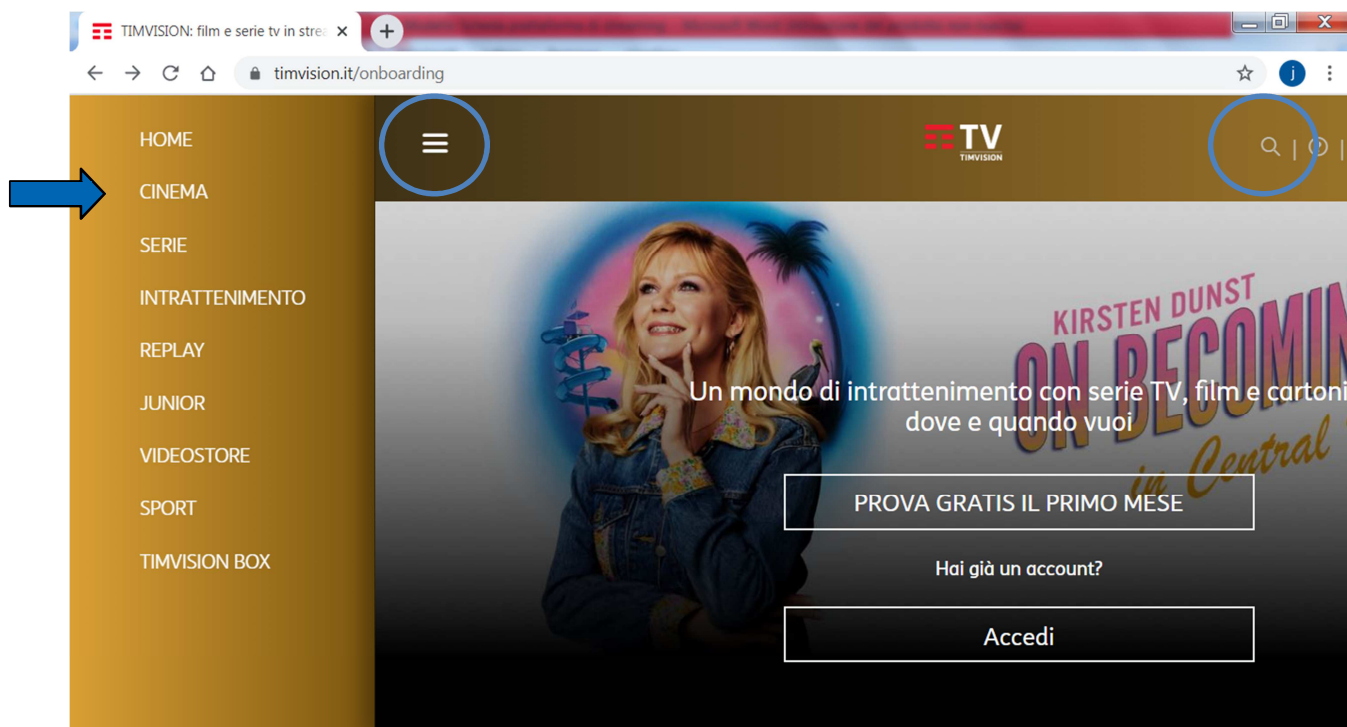 TIMVISION: film e serie tv in strea
timvision.it/onboarding
j
HOME
CINEMA
SERIE
INTRATTENIMENTO
REPLAY
JUNIOR
VIDEOSTORE
SPORT
TIMVISION BOX
TV
TIMVISION
| ? |
KIRSTEN DUNST
ON BECOMIN
in Central
Un mondo di intrattenimento con serie TV, film e cartoni
dove e quando vuoi
PROVA GRATIS IL PRIMO MESE
Hai già un account?
Accedi